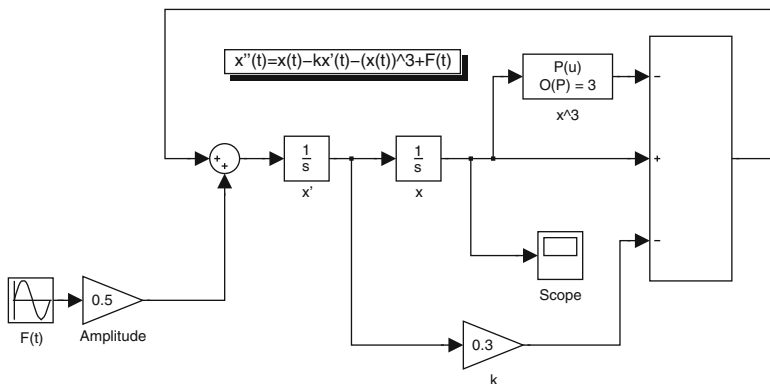 x''(t)=x(t)−kx'(t)−(x(t))^3+F(t)
P(u)
O(P) = 3
x^3
−
+
−
+
+
1
s
x'
1
s
x
Scope
0.5
F(t)
Amplitude
0.3
k